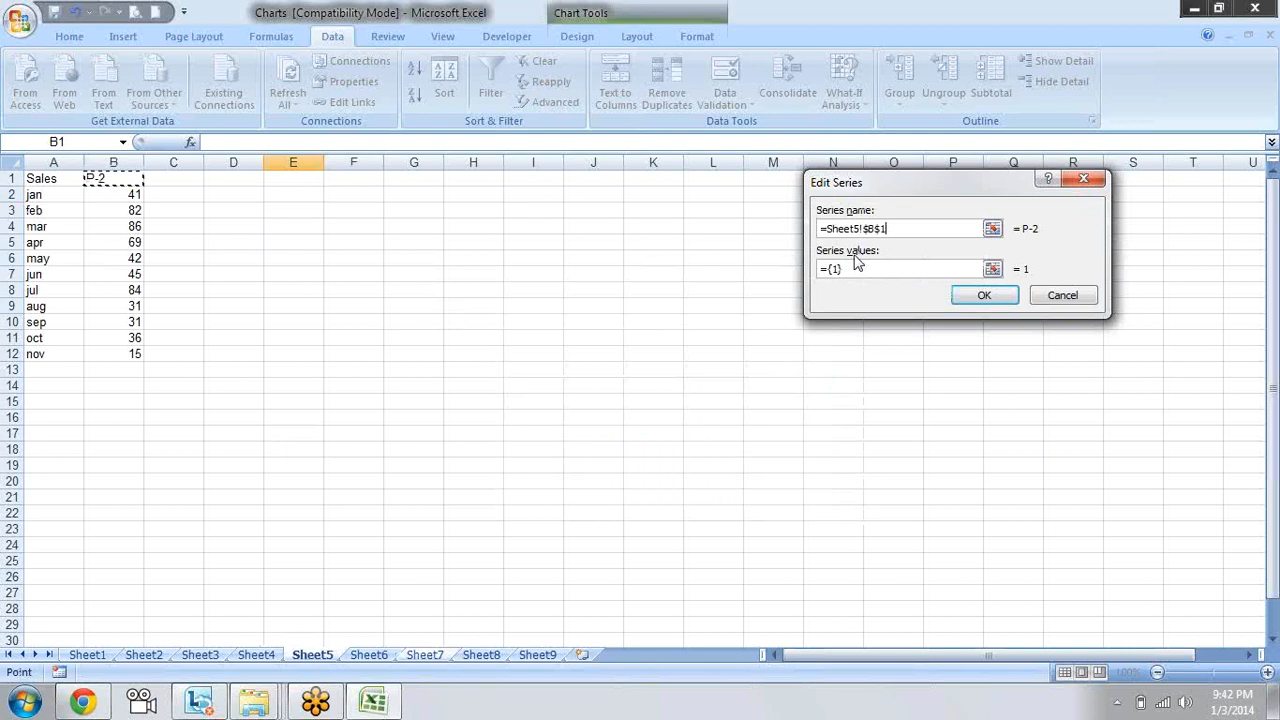 Charts [Compatibility Mode] - Microsoft Excel
Chart Tools
Home Insert Page Layout Formulas Data Review View Developer Design Layout Format
From Access
From Web
From Text
From Other Sources
Existing Connections
Get External Data
Refresh All
Connections
Properties
Edit Links
Connections
Sort
Filter
Clear
Reapply
Advanced
Sort & Filter
Text to Columns
Remove Duplicates
Data Validation
Consolidate
What-If Analysis
Data Tools
Group
Ungroup
Subtotal
Show Detail
Hide Detail
Outline
B1
A B C D E F G H I J K L M N O P Q R S T U
1 Sales P-2
2 jan 41
3 feb 82
4 mar 86
5 apr 69
6 may 42
7 jun 45
8 jul 84
9 aug 31
10 sep 31
11 oct 36
12 nov 15
13
14
15
16
17
18
19
20
21
22
23
24
25
26
27
28
29
30
Edit Series
Series name:
=Sheet5!$B$1 = P-2
Series values:
={1} = 1
OK Cancel
Sheet1 Sheet2 Sheet3 Sheet4 Sheet5 Sheet6 Sheet7 Sheet8 Sheet9
Point
100%
9:42 PM
1/3/2014